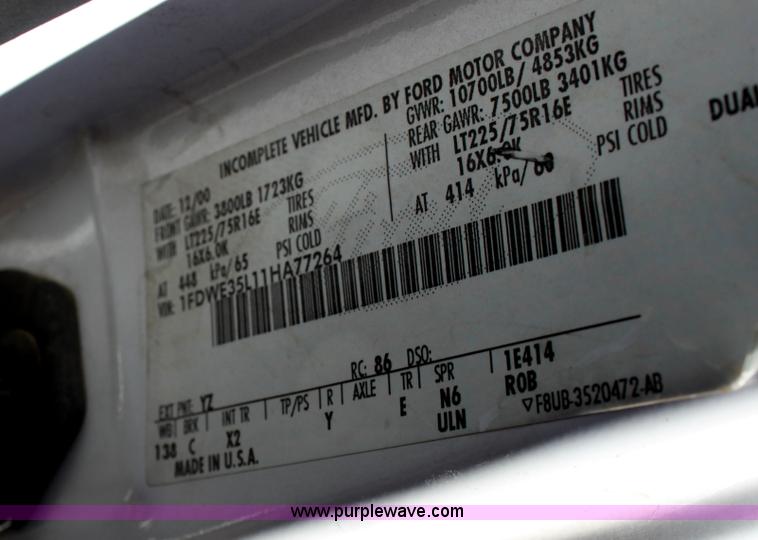 INCOMPLETE VEHICLE MFD. BY FORD MOTOR COMPANY
DATE: 12/00
GVWR: 10700LB/ 4853KG
FRONT GAWR: 3800LB 1723KG
REAR GAWR: 7500LB 3401KG
WITH LT225/75R16E TIRES
WITH LT225/75R16E TIRES
16X6.0K RIMS
16X6.0K RIMS
AT 448 kPa/65 PSI COLD
AT 414 kPa/60 PSI COLD
DUAL
VIN: 1FDWE35L11HA77264
EXT PNT: YZ RC: 86 DSO:
WB BRK INT TR TP/PS R AXLE TR SPR 1E414
138 C X2 Y E N6 ROB
ULN
MADE IN U.S.A.
▽F8UB-3520472-AB
www.purplewave.com